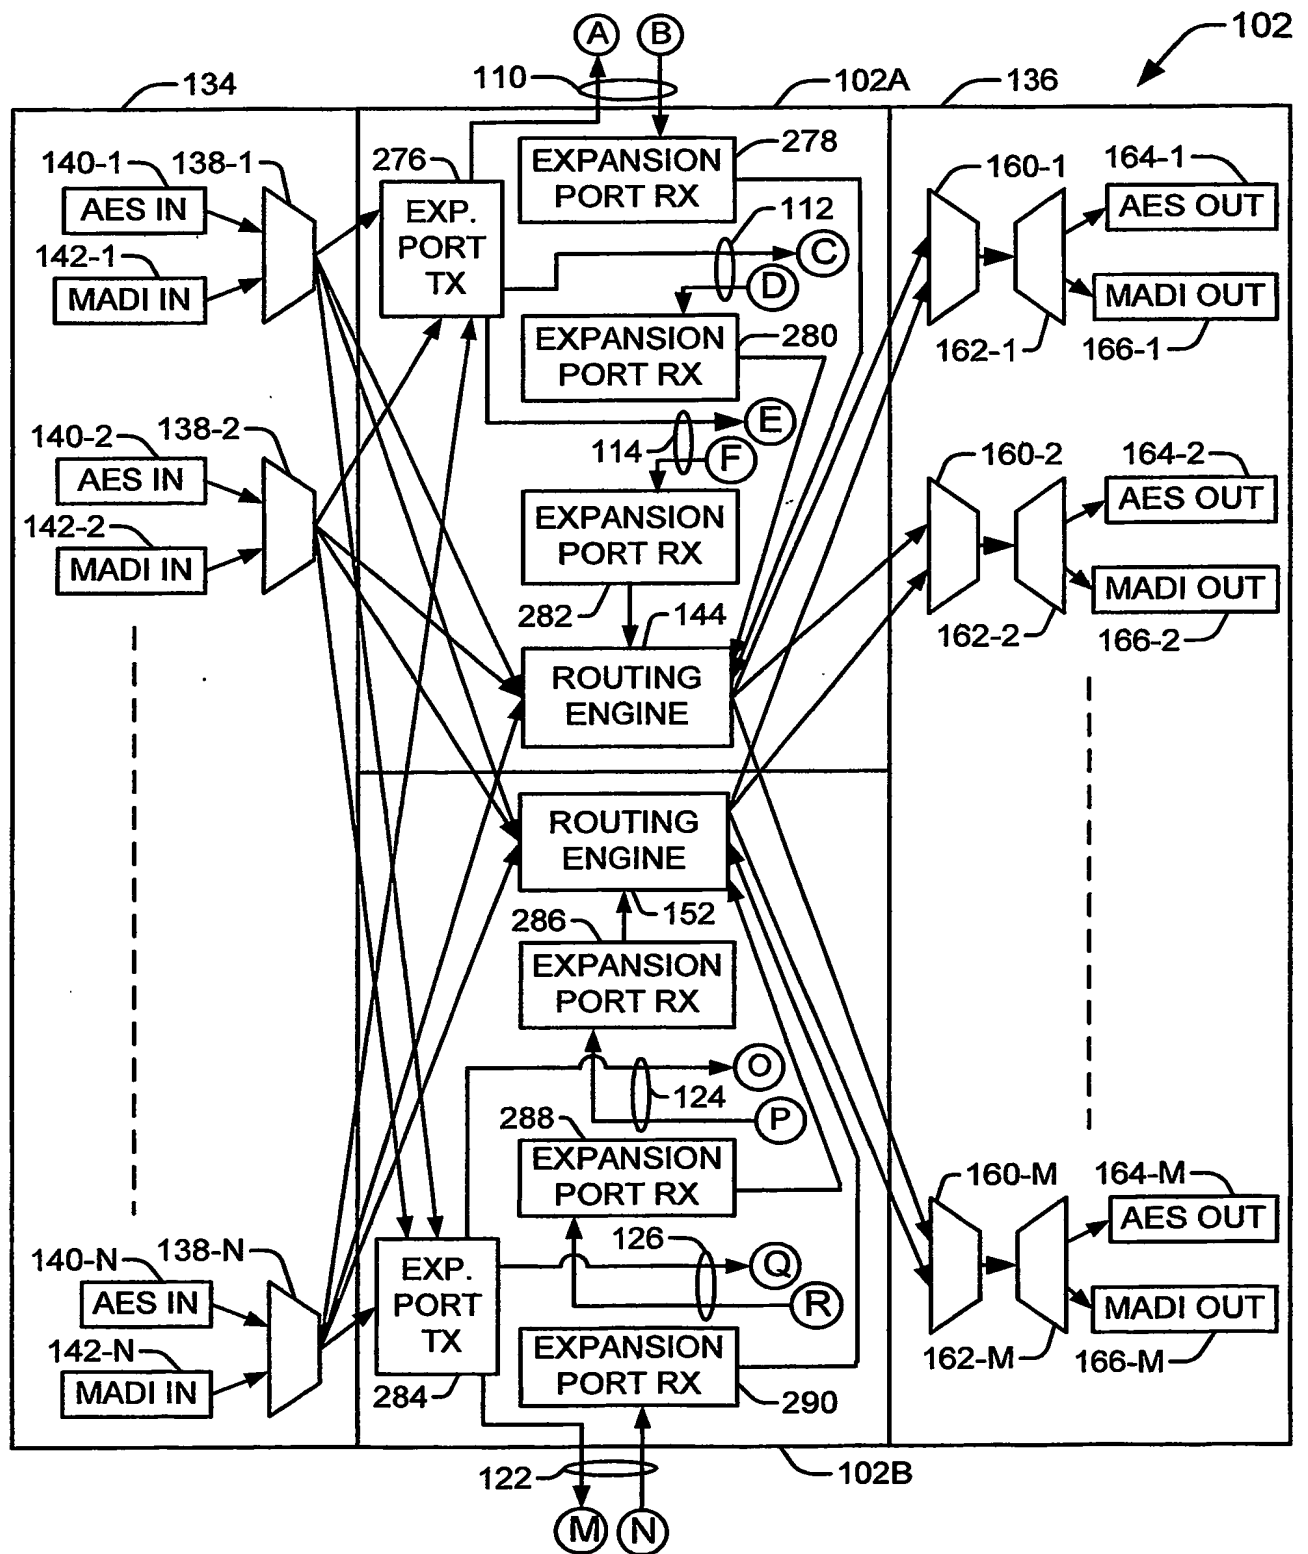 102
A
B
110
134
102A
136
140-1
138-1
276
EXPANSION
PORT RX
278
160-1
164-1
AES IN
EXP.
PORT
TX
112
AES OUT
142-1
C
MADI IN
D
MADI OUT
EXPANSION
PORT RX
280
162-1
166-1
140-2
138-2
E
114
F
160-2
164-2
AES IN
AES OUT
142-2
EXPANSION
PORT RX
MADI IN
MADI OUT
282
144
162-2
166-2
ROUTING
ENGINE
ROUTING
ENGINE
286
152
EXPANSION
PORT RX
O
124
P
288
EXPANSION
PORT RX
160-M
164-M
AES OUT
140-N
138-N
126
EXP.
PORT
TX
Q
AES IN
R
MADI OUT
142-N
EXPANSION
PORT RX
162-M
166-M
MADI IN
284
290
122
102B
M
N